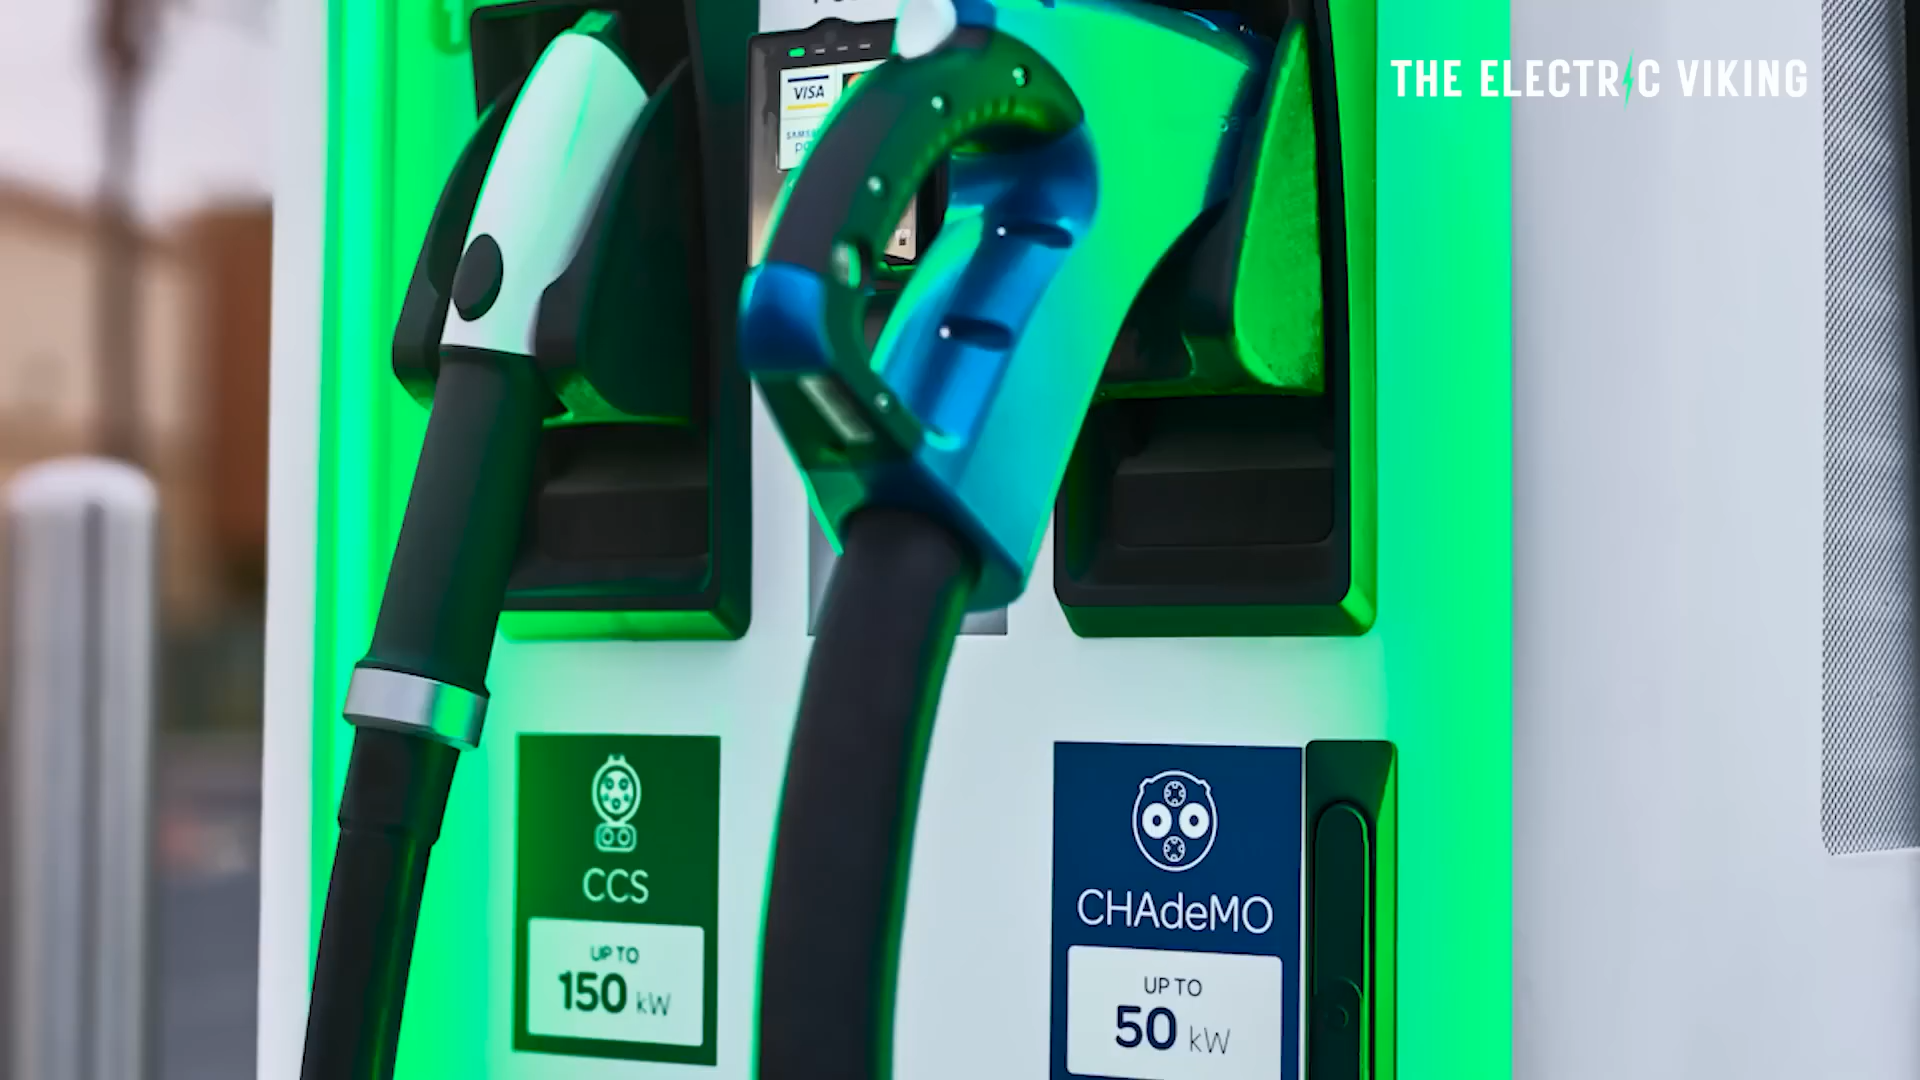 THE ELECTRIC VIKING
VISA
CCS
UP TO
150 kW
CHAdeMO
UP TO
50 kW